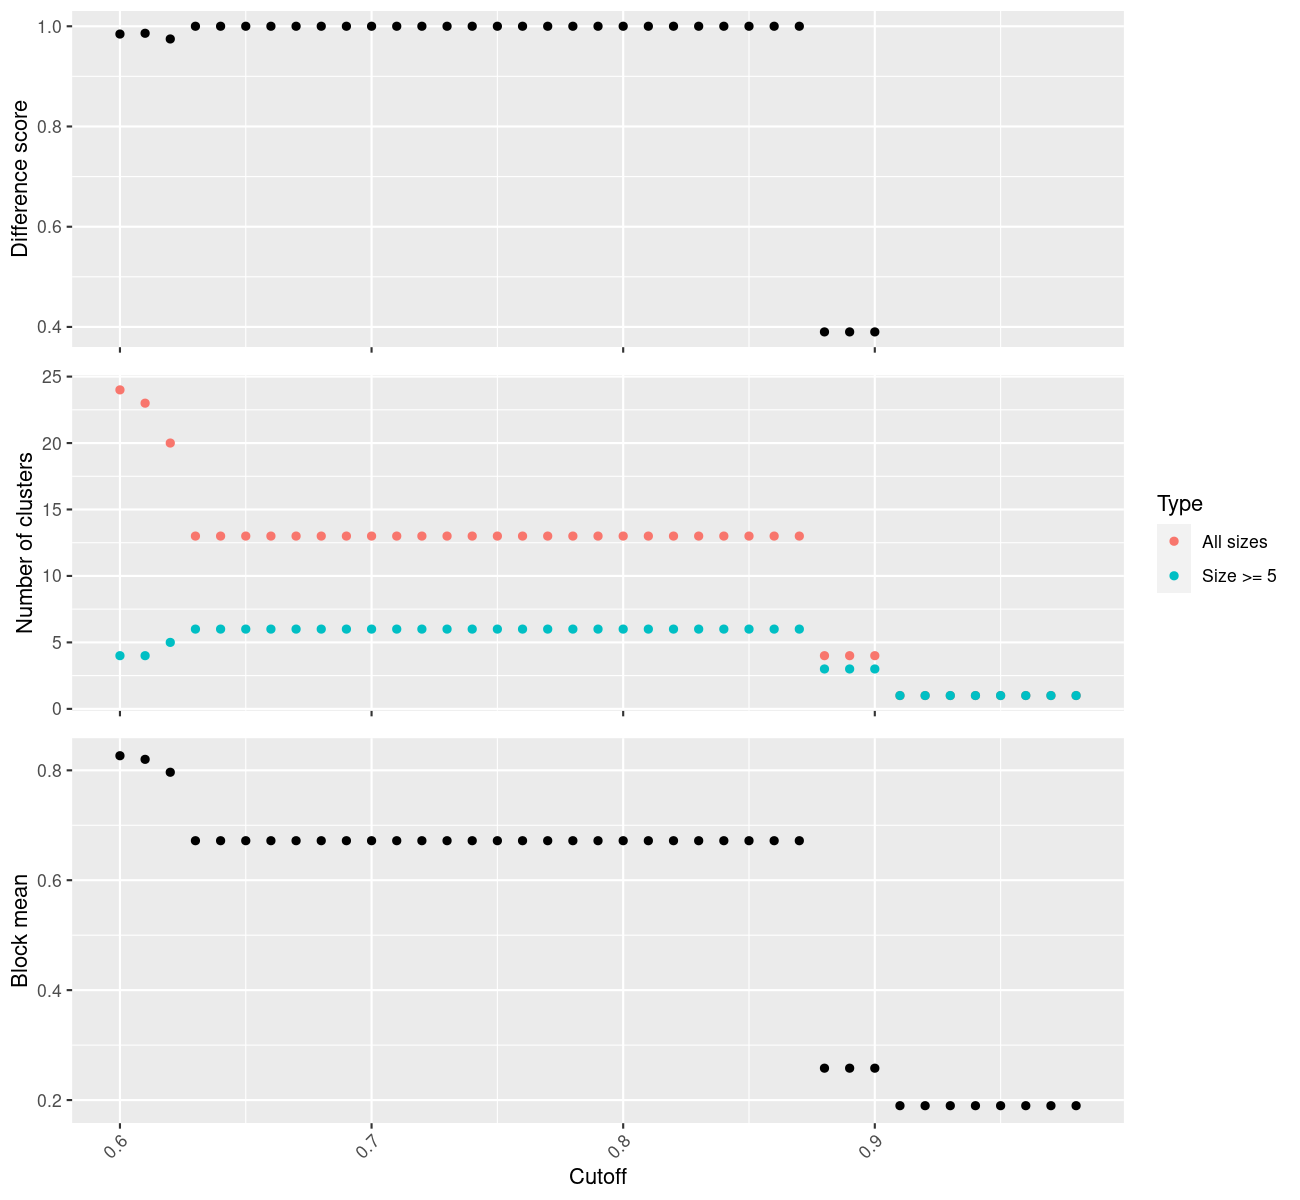 1.0
0.8
0.6
0.4
Difference score
25
20
15
10
5
0
Number of clusters
Type
All sizes
Size >= 5
0.8
0.6
0.4
0.2
Block mean
0.6
0.7
0.8
0.9
Cutoff